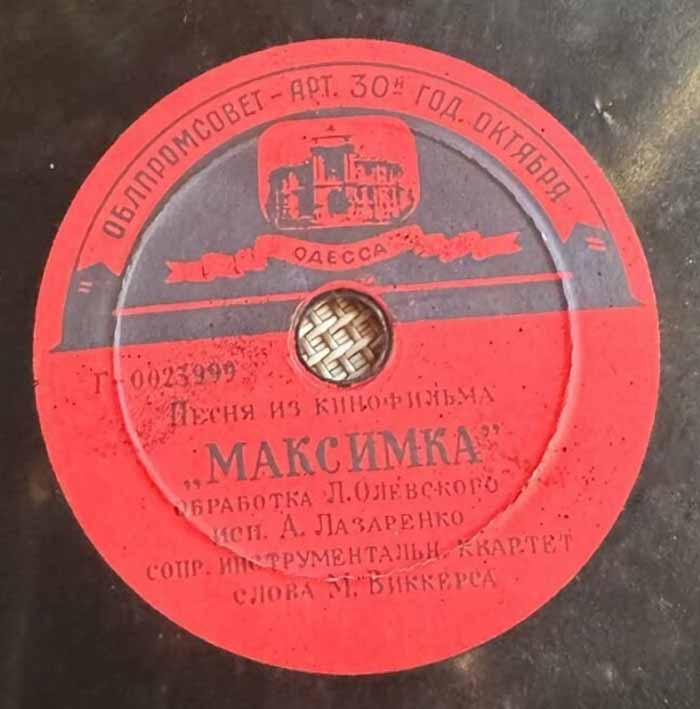 ОБЛПРОМСОВЕТ - АРТ. 30й ГОД. ОКТЯБРЯ
ОДЕССА
Г-0023999
ПЕСНЯ ИЗ КИНОФИЛЬМА
„МАКСИМКА"
ОБРАБОТКА Л. ОЛЕВСКОГО
ИСП. А. ЛАЗАРЕНКО
СОПР. ИНСТРУМЕНТАЛЬН. КВАРТЕТ
СЛОВА М. ВИККЕРСА